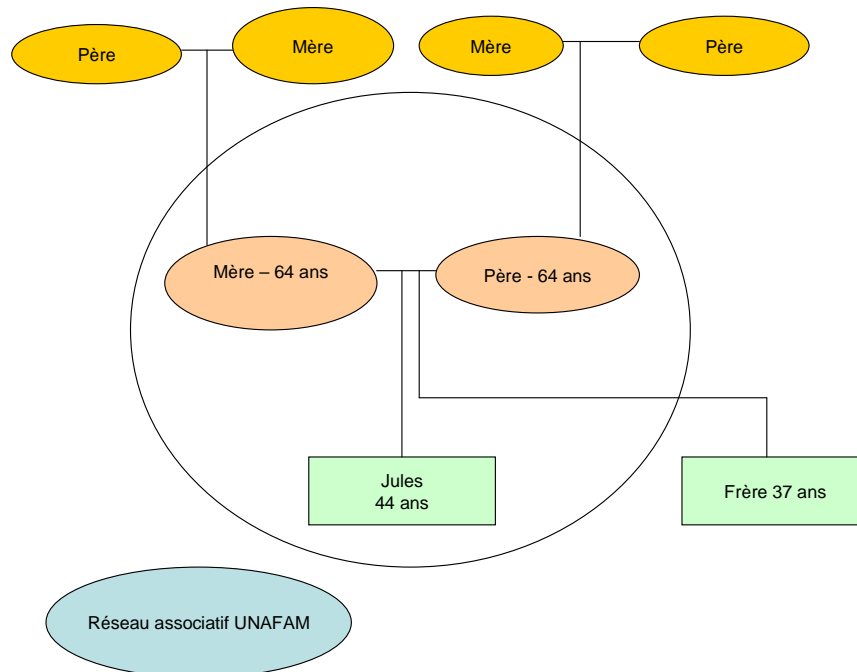 Père
Mère
Mère
Père
Mère – 64 ans
Père - 64 ans
Jules
44 ans
Frère 37 ans
Réseau associatif UNAFAM